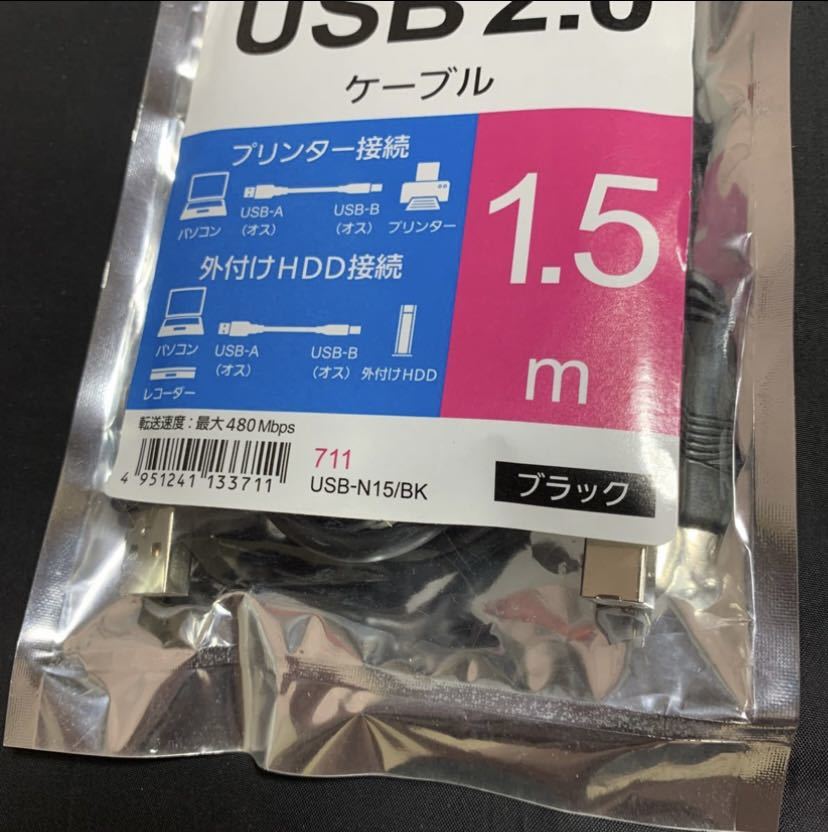 USB 2.0
ケーブル
プリンター接続
パソコン
USB-A
(オス)
USB-B
(オス)
プリンター
外付けHDD接続
パソコン
レコーダー
USB-A
(オス)
USB-B
(オス)
外付けHDD
1.5
m
転送速度:最大480Mbps
4 951241 133711
711
USB-N15/BK
ブラック